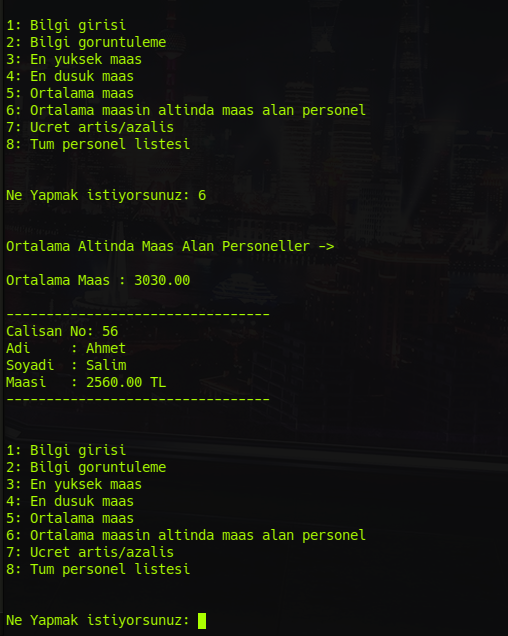 1: Bilgi girisi
2: Bilgi goruntuleme
3: En yuksek maas
4: En dusuk maas
5: Ortalama maas
6: Ortalama maasin altinda maas alan personel
7: Ucret artis/azalis
8: Tum personel listesi
Ne Yapmak istiyorsunuz: 6
Ortalama Altinda Maas Alan Personeller ->
Ortalama Maas : 3030.00
---------------------------------
Calisan No: 56
Adi     : Ahmet
Soyadi  : Salim
Maasi   : 2560.00 TL
---------------------------------
1: Bilgi girisi
2: Bilgi goruntuleme
3: En yuksek maas
4: En dusuk maas
5: Ortalama maas
6: Ortalama maasin altinda maas alan personel
7: Ucret artis/azalis
8: Tum personel listesi
Ne Yapmak istiyorsunuz: